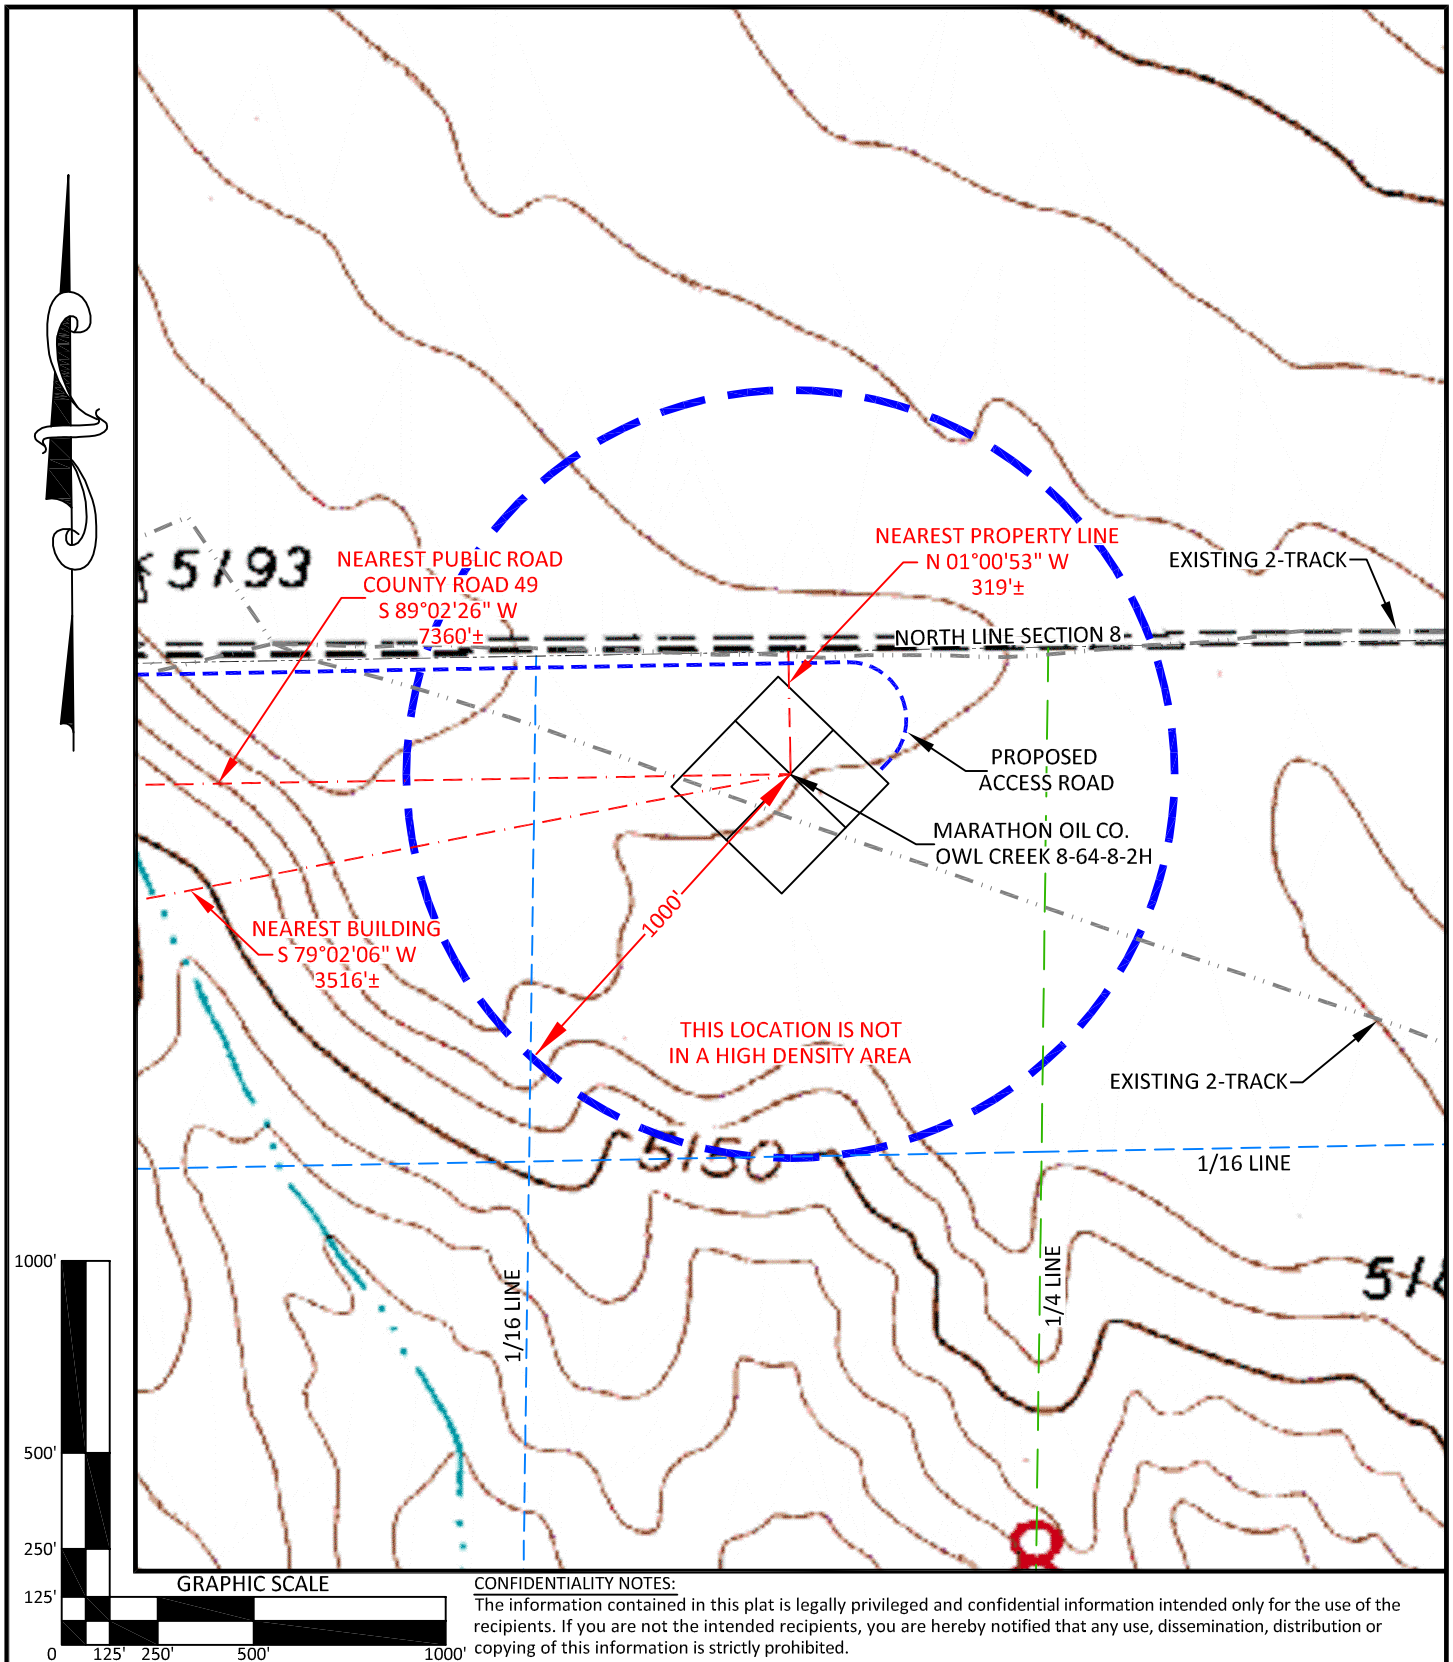 NEAREST PROPERTY LINE
N 01°00'53" W
319'±
5193
NEAREST PUBLIC ROAD
COUNTY ROAD 49
S 89°02'26" W
7360'±
EXISTING 2-TRACK
NORTH LINE SECTION 8
PROPOSED
ACCESS ROAD
MARATHON OIL CO.
OWL CREEK 8-64-8-2H
1000'
NEAREST BUILDING
S 79°02'06" W
3516'±
THIS LOCATION IS NOT
IN A HIGH DENSITY AREA
EXISTING 2-TRACK
5150
1/16 LINE
1/16 LINE
1/4 LINE
8
1000'
500'
250'
125'
GRAPHIC SCALE
0 125' 250' 500' 1000'
CONFIDENTIALITY NOTES:
The information contained in this plat is legally privileged and confidential information intended only for the use of the
recipients. If you are not the intended recipients, you are hereby notified that any use, dissemination, distribution or
copying of this information is strictly prohibited.